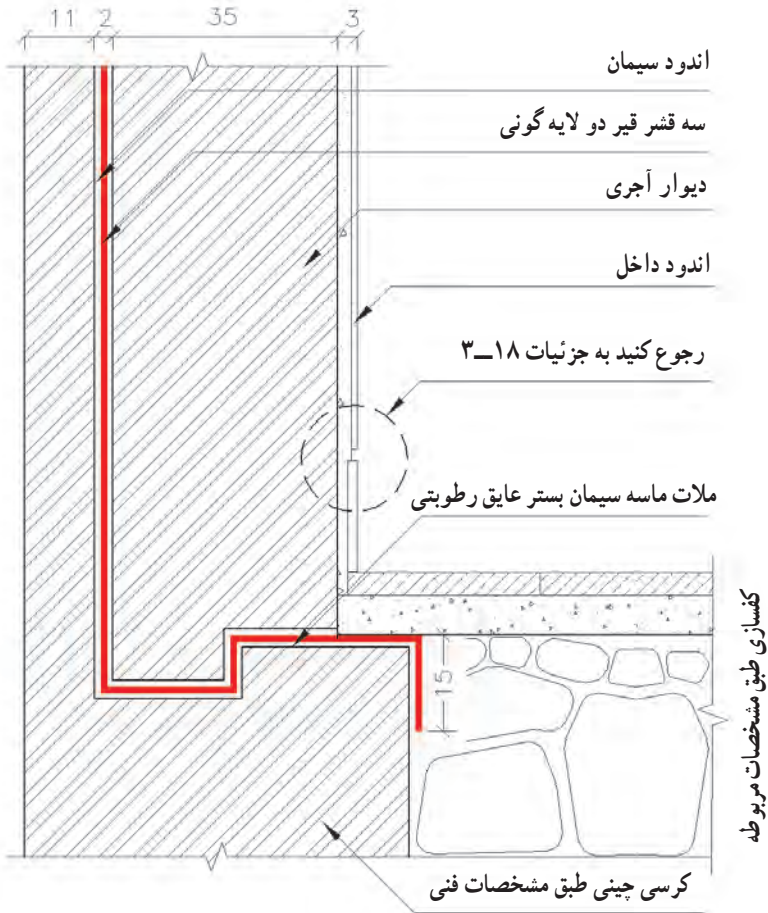 11 2 35 3
اندود سیمان
سه قشر قیر دو لایه گونی
دیوار آجری
اندود داخل
رجوع کنید به جزئیات ۱۸ــ۳
ملات ماسه سیمان بستر عایق رطوبتی
15
کفسازی طبق مشخصات مربوطه
کرسی چینی طبق مشخصات فنی